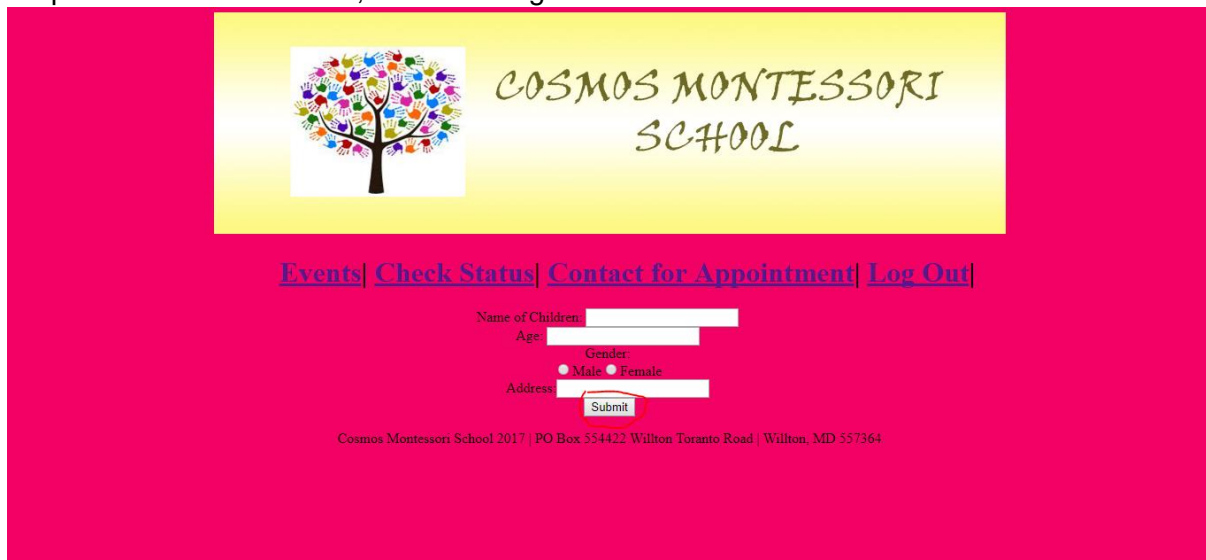 COSMOS MONTESSORI
SCHOOL
Events| Check Status| Contact for Appointment| Log Out|
Name of Children:
Age:
Gender:
Male Female
Address:
Submit
Cosmos Montessori School 2017 | PO Box 554422 Willton Toranto Road | Willton, MD 557364